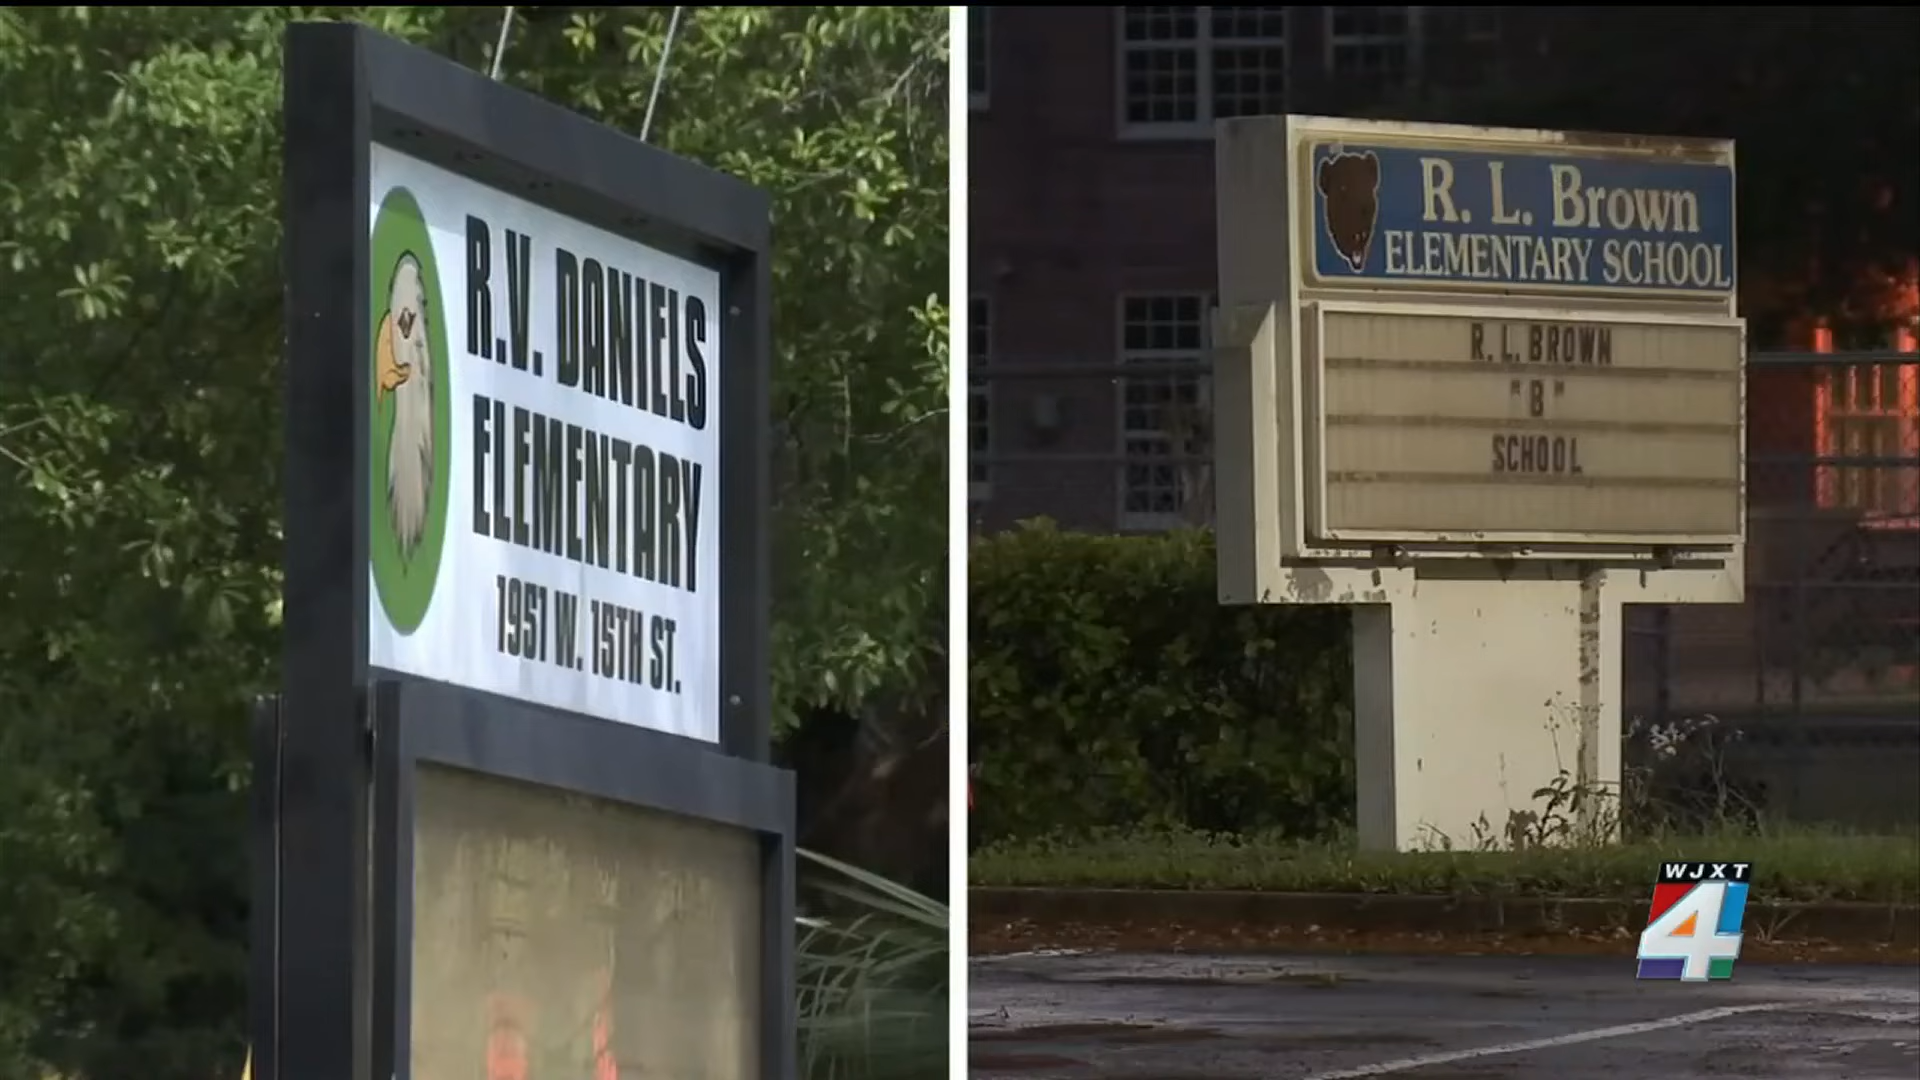 R.V. DANIELS
ELEMENTARY
1951 W. 15TH ST.
R. L. Brown
ELEMENTARY SCHOOL
R. L. BROWN
"B"
SCHOOL
WJXT
4